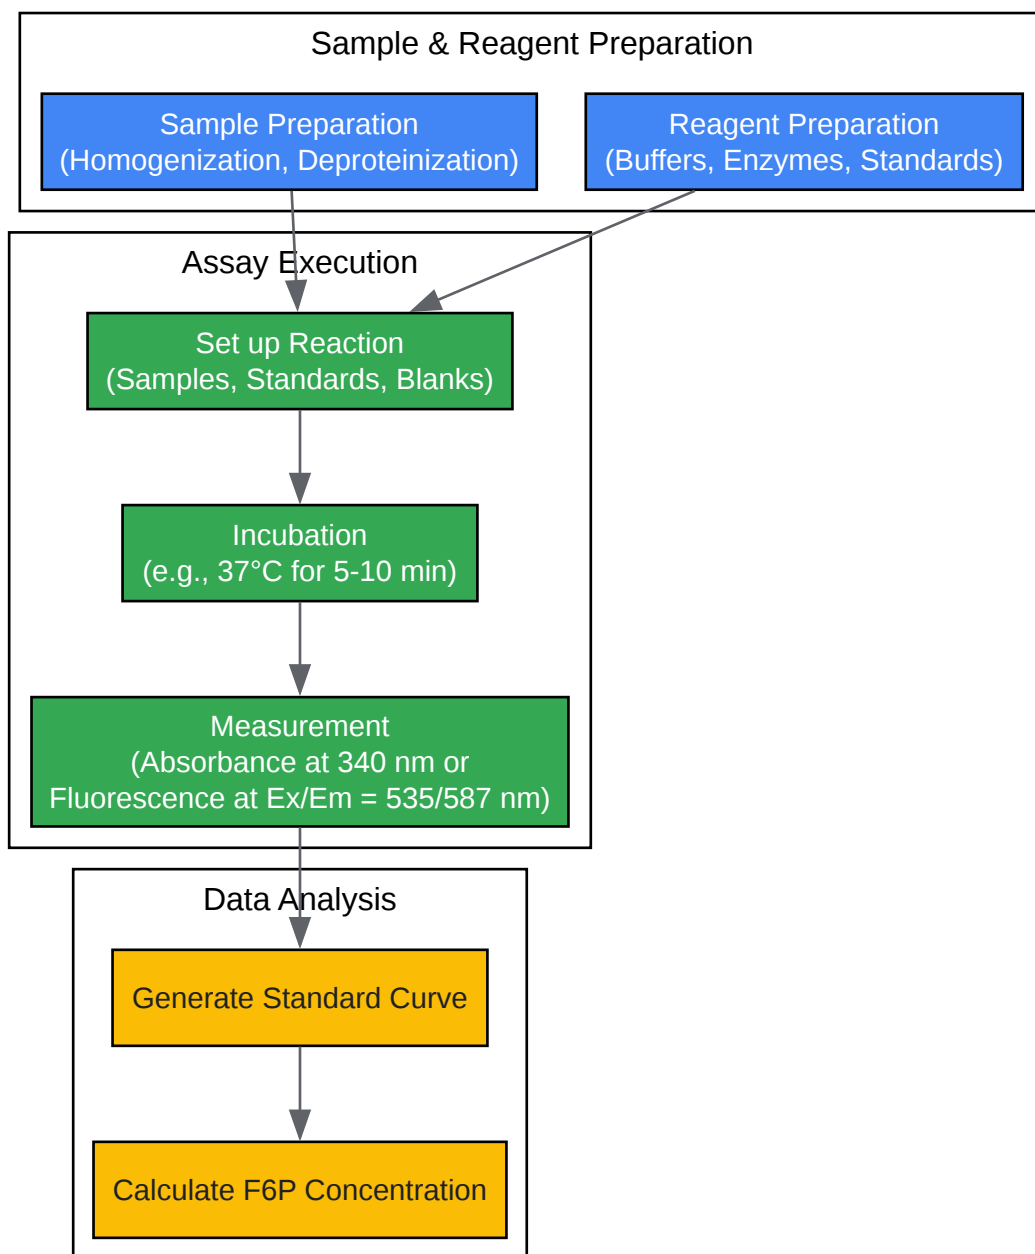 Sample & Reagent Preparation
Sample Preparation
(Homogenization, Deproteinization)
Reagent Preparation
(Buffers, Enzymes, Standards)
Assay Execution
Set up Reaction
(Samples, Standards, Blanks)
Incubation
(e.g., 37°C for 5-10 min)
Measurement
(Absorbance at 340 nm or
Fluorescence at Ex/Em = 535/587 nm)
Data Analysis
Generate Standard Curve
Calculate F6P Concentration